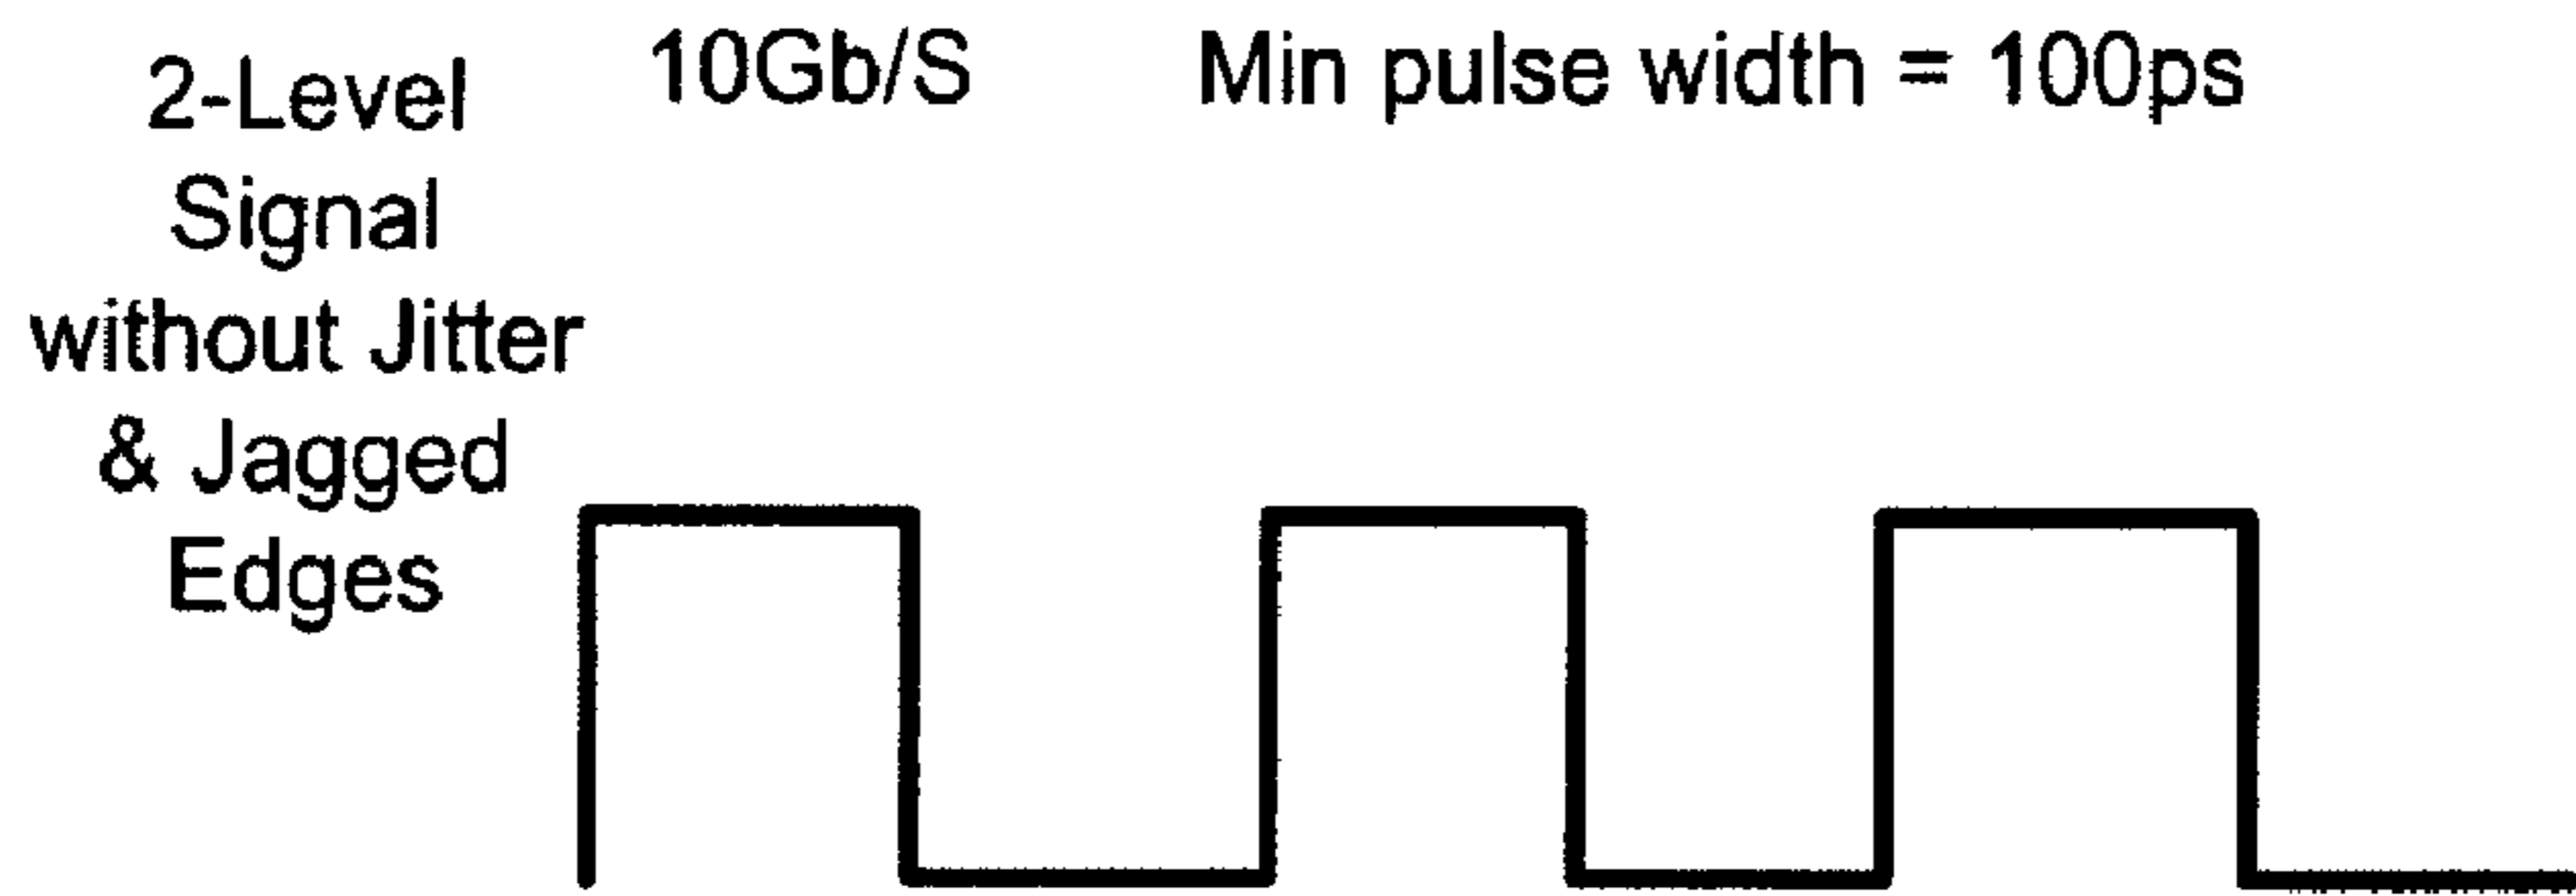 2-Level
Signal
without Jitter
& Jagged
Edges
10Gb/S
Min pulse width = 100ps